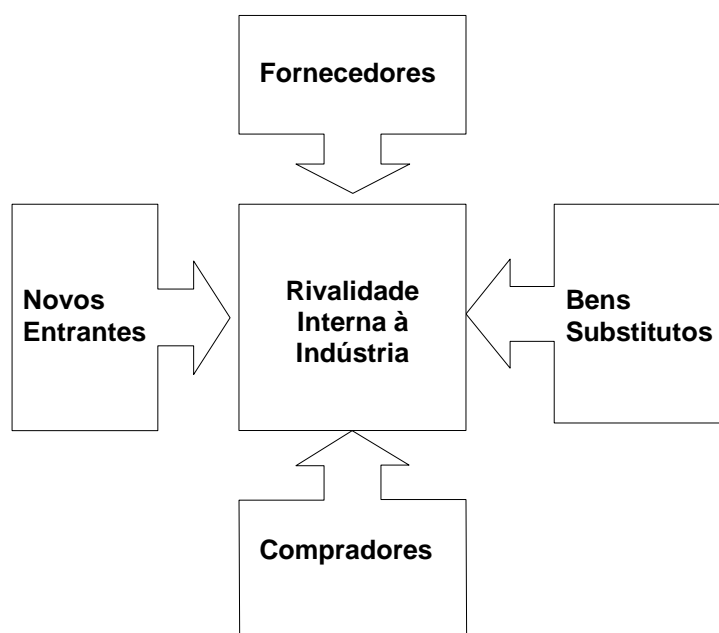 Fornecedores
Novos
Entrantes
Rivalidade
Interna à
Indústria
Bens
Substitutos
Compradores